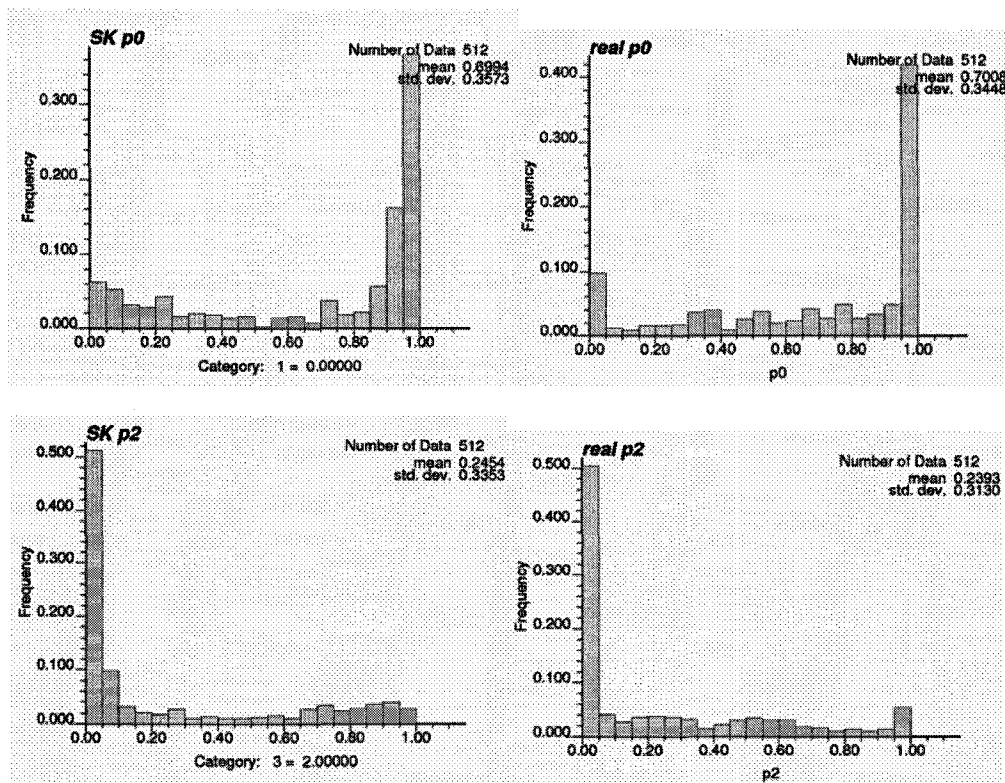 SK p0
Number of Data 512
mean 0.6994
std. dev. 0.3573
Frequency
0.300
0.200
0.100
0.000
0.00 0.20 0.40 0.60 0.80 1.00
Category: 1 = 0.00000
real p0
Number of Data 512
mean 0.7008
std. dev. 0.3448
Frequency
0.400
0.300
0.200
0.100
0.000
0.00 0.20 0.40 0.60 0.80 1.00
p0
SK p2
Number of Data 512
mean 0.2454
std. dev. 0.3353
Frequency
0.500
0.400
0.300
0.200
0.100
0.000
0.00 0.20 0.40 0.60 0.80 1.00
Category: 3 = 2.00000
real p2
Number of Data 512
mean 0.2393
std. dev. 0.3130
Frequency
0.500
0.400
0.300
0.200
0.100
0.000
0.00 0.20 0.40 0.60 0.80 1.00
p2